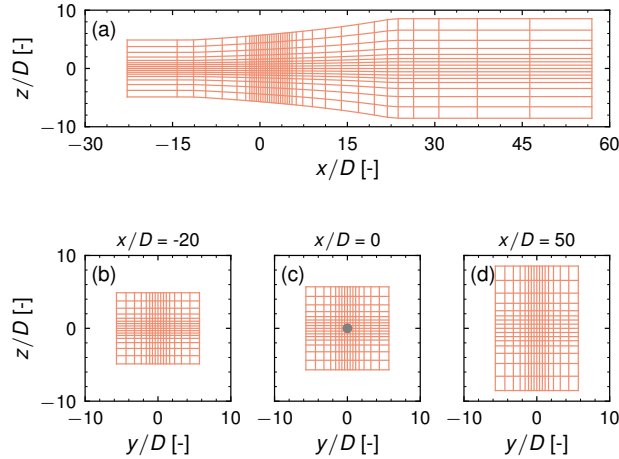 (a)
z/D [-]
10
0
−10
−30 −15 0 15 30 45 60
x/D [-]
x/D = -20 x/D = 0 x/D = 50
(b) (c) (d)
z/D [-]
10
0
−10
−10 0 10 −10 0 10 −10 0 10
y/D [-] y/D [-] y/D [-]